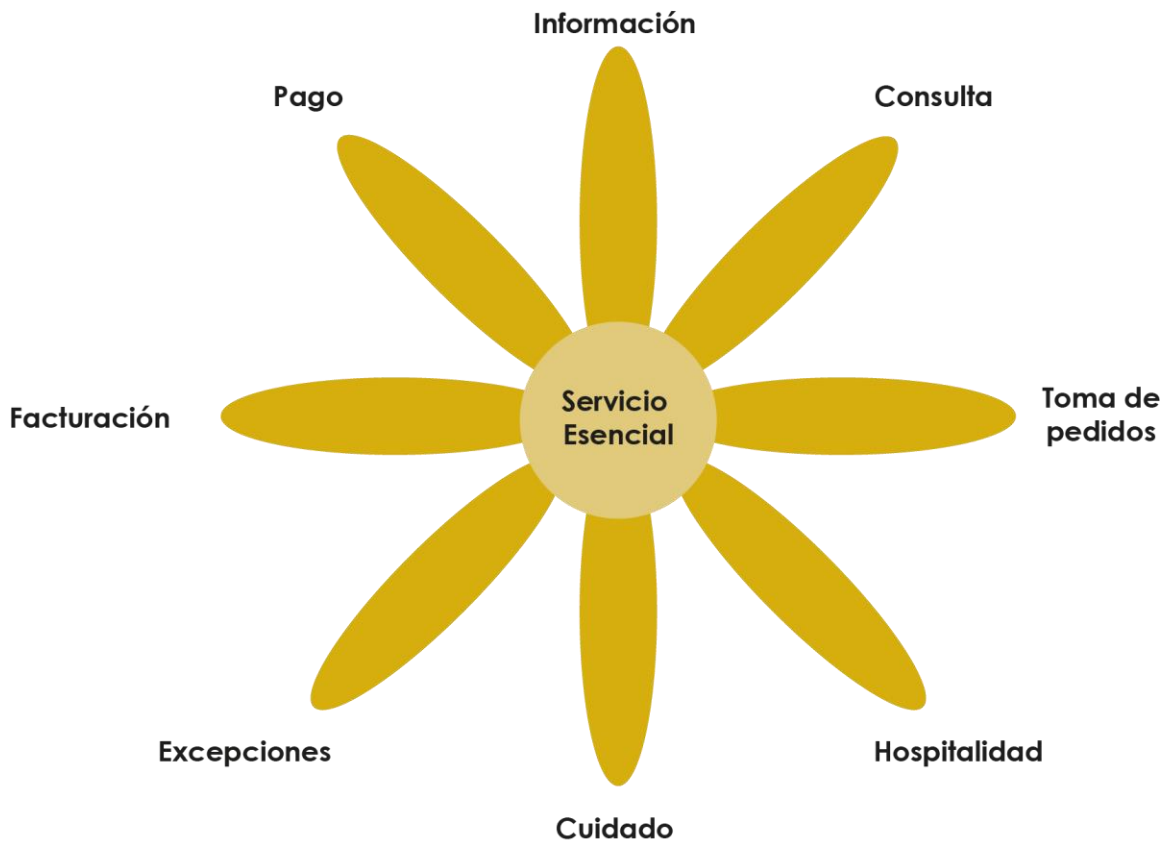 Información
Pago
Consulta
Servicio
Esencial
Facturación
Toma de
pedidos
Excepciones
Hospitalidad
Cuidado